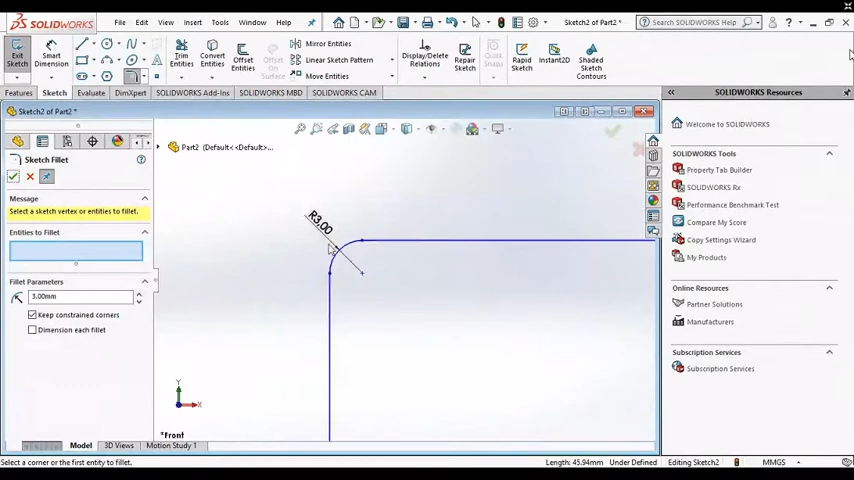 SOLIDWORKS
File Edit View Insert Tools Window Help
Sketch2 of Part2 *
Search SOLIDWORKS Help
Exit Sketch
Smart Dimension
Trim Entities
Convert Entities
Offset Entities
Offset On Surface
Mirror Entities
Linear Sketch Pattern
Move Entities
Display/Delete Relations
Repair Sketch
Quick Snaps
Rapid Sketch
Instant2D
Shaded Sketch Contours
Features Sketch Evaluate DimXpert SOLIDWORKS Add-Ins SOLIDWORKS MBD SOLIDWORKS CAM
Sketch2 of Part2 *
Part2 (Default<<Default>...
Sketch Fillet
Message
Select a sketch vertex or entities to fillet.
Entities to Fillet
Fillet Parameters
3.00mm
Keep constrained corners
Dimension each fillet
R3.00
Y
X
*Front
Model 3D Views Motion Study 1
Select a corner or the first entity to fillet.
Length: 45.94mm Under Defined Editing Sketch2 MMGS
SOLIDWORKS Resources
Welcome to SOLIDWORKS
SOLIDWORKS Tools
Property Tab Builder
SOLIDWORKS Rx
Performance Benchmark Test
Compare My Score
Copy Settings Wizard
My Products
Online Resources
Partner Solutions
Manufacturers
Subscription Services
Subscription Services